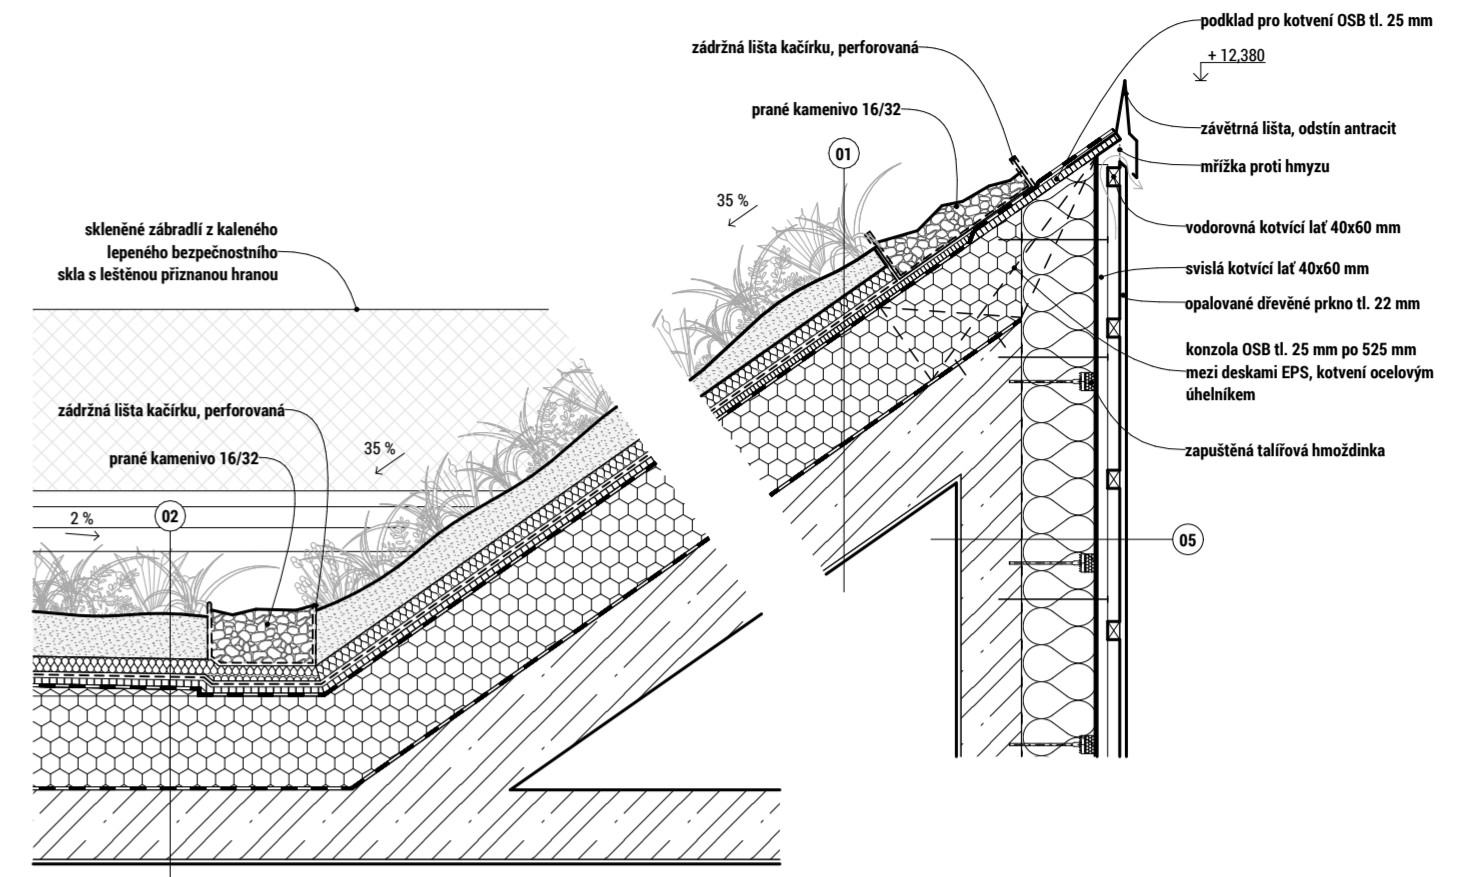 podklad pro kotvení OSB tl. 25 mm
zádržná lišta kačírku, perforovaná
+ 12,380
prané kamenivo 16/32
závětrná lišta, odstín antracit
01
mřížka proti hmyzu
35 %
skleněné zábradlí z kaleného
lepeného bezpečnostního
skla s leštěnou přiznanou hranou
vodorovná kotvící lať 40x60 mm
svislá kotvící lať 40x60 mm
opalované dřevěné prkno tl. 22 mm
konzola OSB tl. 25 mm po 525 mm
mezi deskami EPS, kotvení ocelovým
úhelníkem
zádržná lišta kačírku, perforovaná
35 %
prané kamenivo 16/32
zapuštěná talířová hmoždinka
2 %
02
05